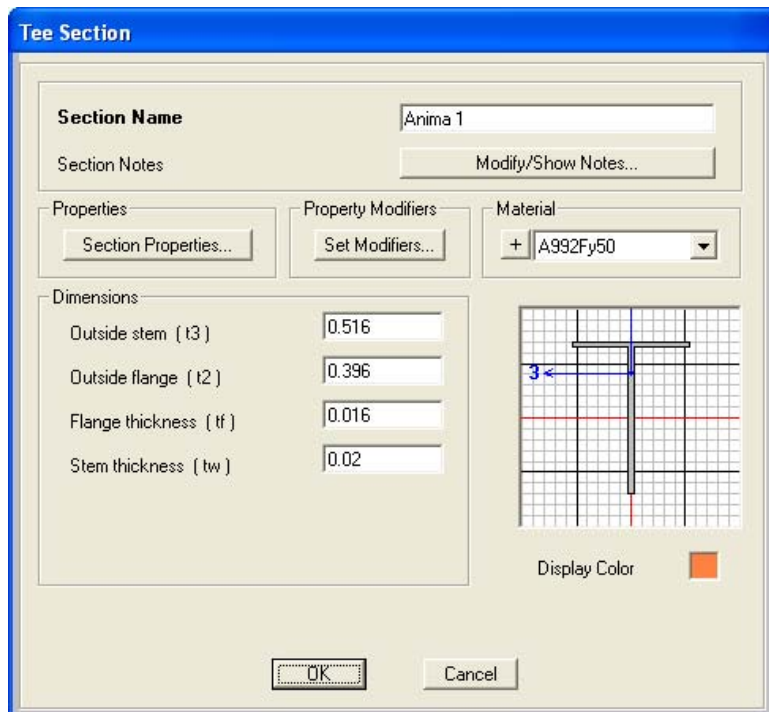 Tee Section
Section Name Anima 1
Section Notes Modify/Show Notes...
Properties Property Modifiers Material
Section Properties... Set Modifiers... + A992Fy50
Dimensions
Outside stem ( t3 ) 0.516
Outside flange ( t2 ) 0.396
Flange thickness ( tf ) 0.016
Stem thickness ( tw ) 0.02
3 <
Display Color
OK Cancel